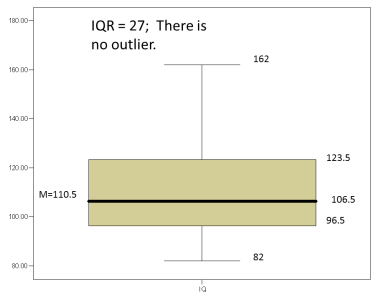 IQR = 27;  There is
no outlier.
180.00
160.00
140.00
120.00
100.00
80.00
162
123.5
M=110.5
106.5
96.5
82
IQ